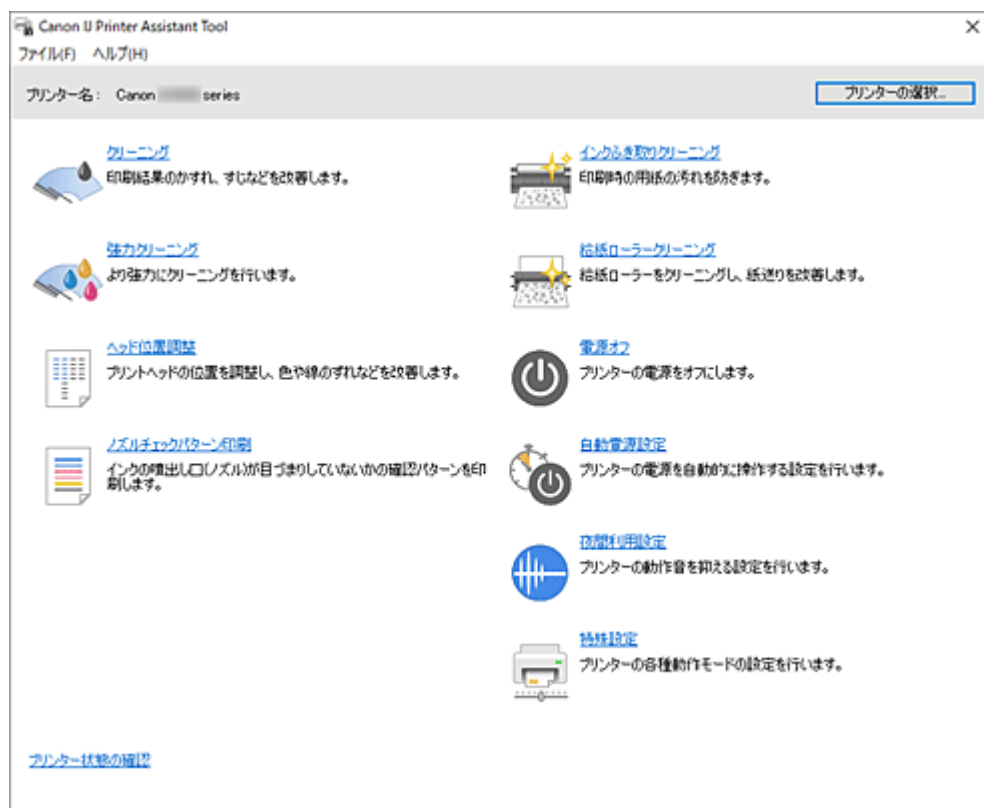 Canon IJ Printer Assistant Tool
ファイル(F) ヘルプ(H)
プリンター名： Canon series
プリンターの選択...
クリーニング
印刷結果のかすれ、すじなどを改善します。
強力クリーニング
より強力にクリーニングを行います。
ヘッド位置調整
プリントヘッドの位置を調整し、色や線のずれなどを改善します。
ノズルチェックパターン印刷
インクの噴出し口(ノズル)が目づまりしていないかの確認パターンを印
刷します。
インクふき取りクリーニング
印刷時の用紙の汚れを防ぎます。
給紙ローラークリーニング
給紙ローラーをクリーニングし、紙送りを改善します。
電源オフ
プリンターの電源をオフにします。
自動電源設定
プリンターの電源を自動的に操作する設定を行います。
夜間利用設定
プリンターの動作音を抑える設定を行います。
特殊設定
プリンターの各種動作モードの設定を行います。
プリンター状態の確認